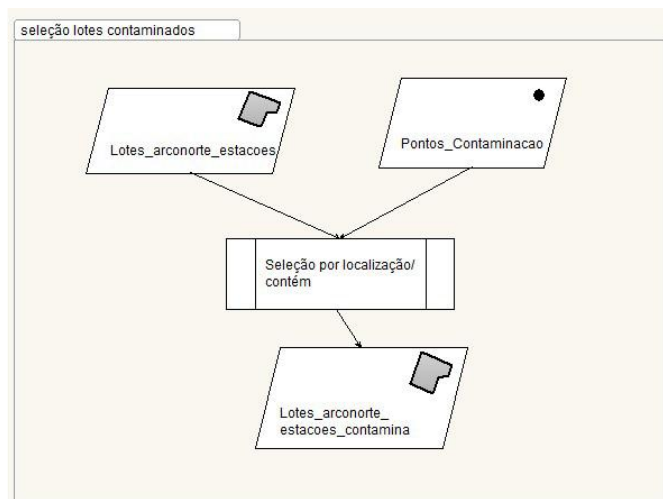 seleção lotes contaminados
Lotes_arconorte_estacoes
Pontos_Contaminacao
Seleção por localização/
contém
Lotes_arconorte_
estacoes_contamina